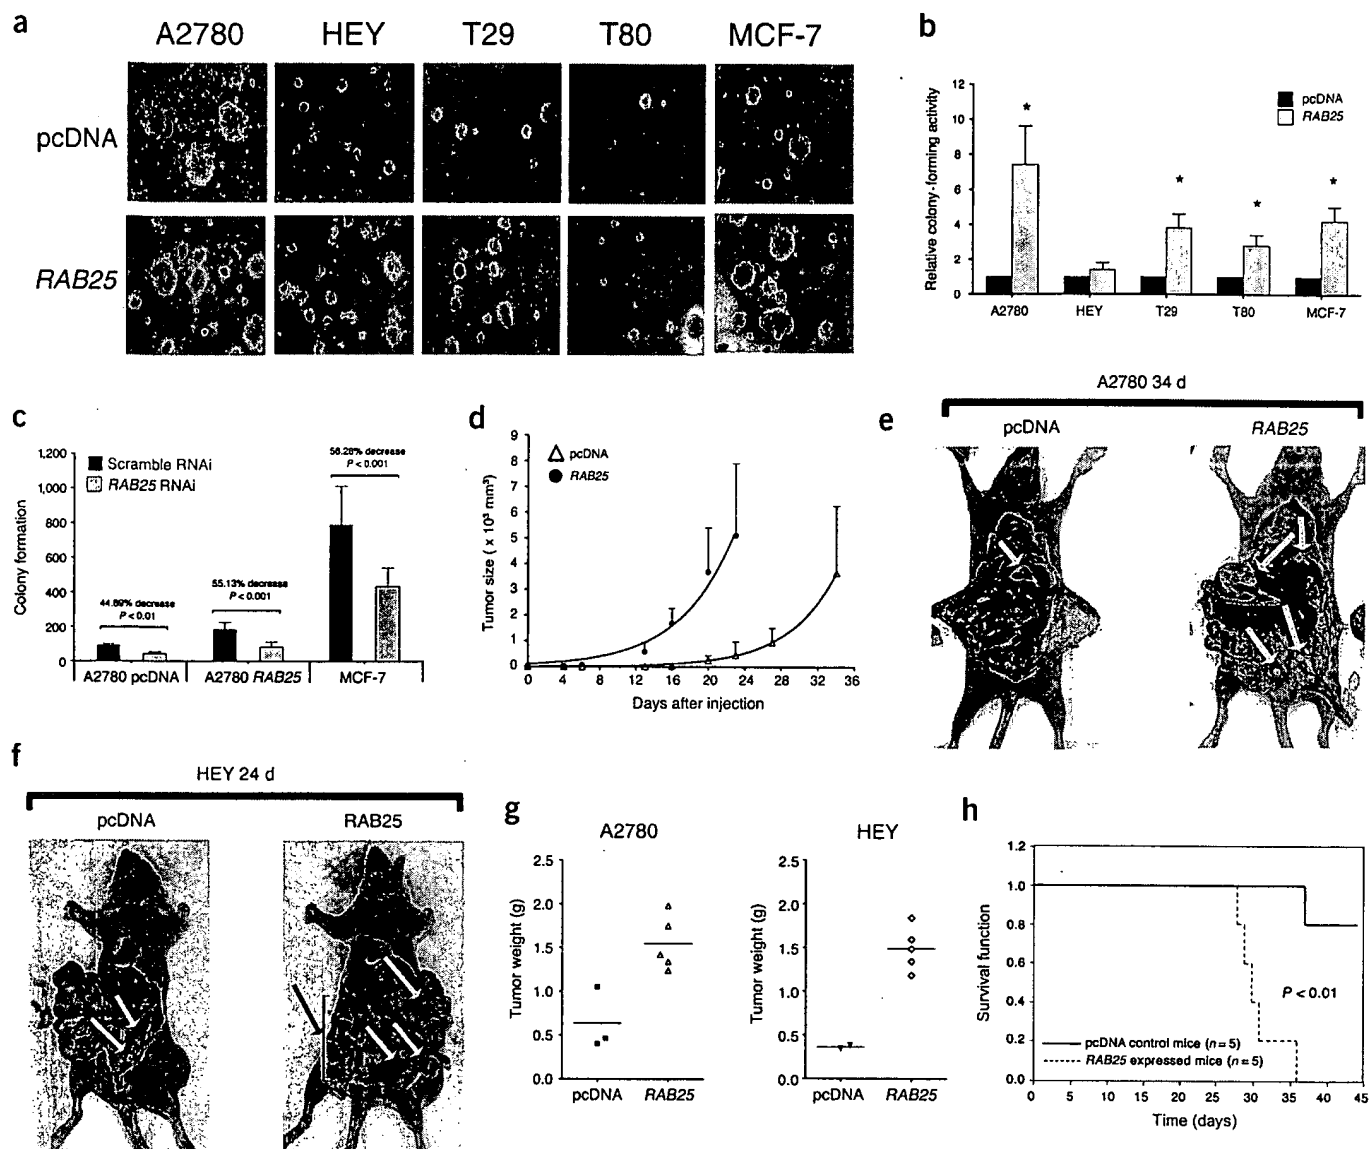 a
A2780 HEY T29 T80 MCF-7
pcDNA
RAB25
b
Relative colony-forming activity
12
10
8
6
4
2
0
pcDNA
RAB25
* * * *
A2780 HEY T29 T80 MCF-7
c
Colony formation
1,200
1,000
800
600
400
200
0
Scramble RNAi
RAB25 RNAi
44.89% decrease
P < 0.01
55.13% decrease
P < 0.001
56.28% decrease
P < 0.001
A2780 pcDNA A2780 RAB25 MCF-7
d
Tumor size ( x 10³ mm³)
9
8
7
6
5
4
3
2
1
0
pcDNA
RAB25
0 4 6 8 12 16 20 24 28 32 36
Days after injection
e
A2780 34 d
pcDNA RAB25
f
HEY 24 d
pcDNA RAB25
g
A2780
Tumor weight (g)
2.5
2.0
1.5
1.0
0.5
0.0
pcDNA RAB25
HEY
Tumor weight (g)
2.5
2.0
1.5
1.0
0.5
0.0
pcDNA RAB25
h
Survival function
1.2
1.0
0.8
0.6
0.4
0.2
0.0
P < 0.01
pcDNA control mice (n = 5)
RAB25 expressed mice (n = 5)
0 5 10 15 20 25 30 35 40 45
Time (days)